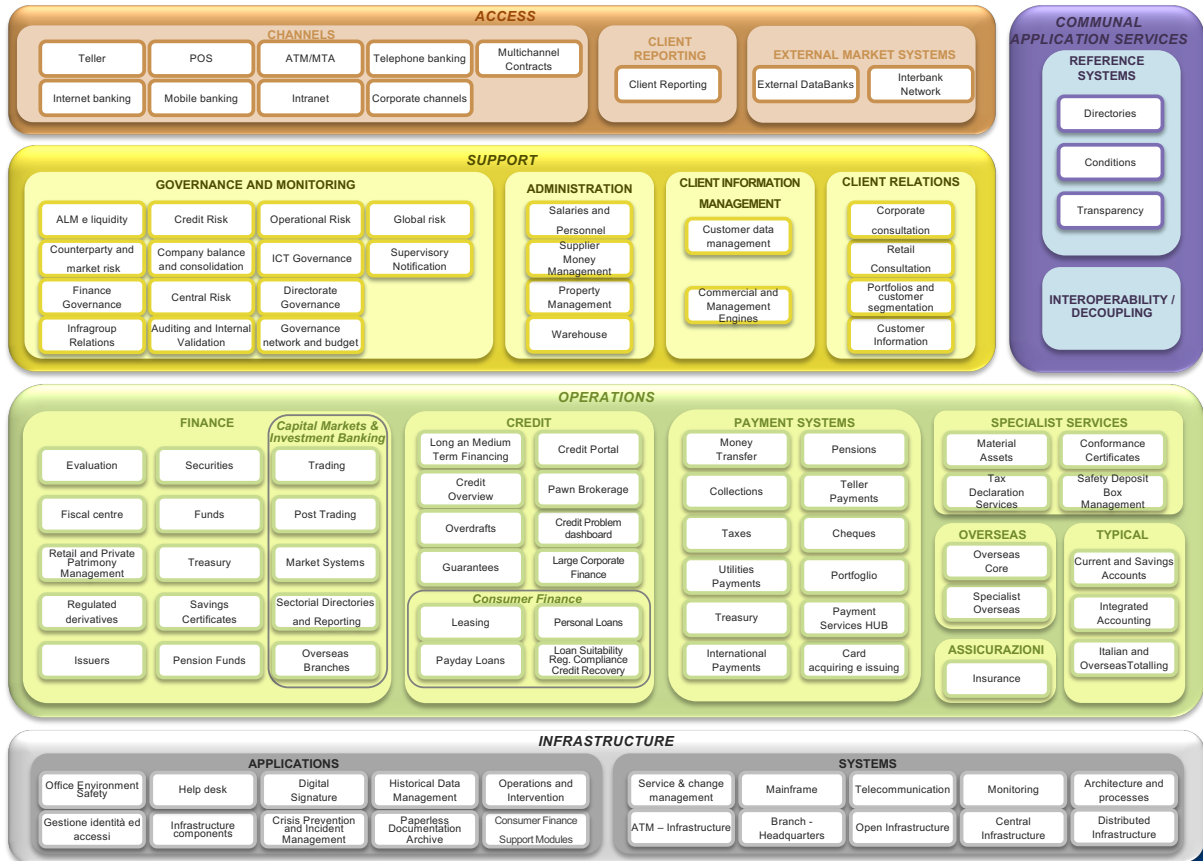 ACCESS
CHANNELS
Teller
POS
ATM/MTA
Telephone banking
Multichannel
Contracts
Internet banking
Mobile banking
Intranet
Corporate channels
CLIENT
REPORTING
Client Reporting
EXTERNAL MARKET SYSTEMS
External DataBanks
Interbank
Network
COMMUNAL
APPLICATION SERVICES
REFERENCE
SYSTEMS
Directories
Conditions
Transparency
INTEROPERABILITY /
DECOUPLING
SUPPORT
GOVERNANCE AND MONITORING
ALM e liquidity
Credit Risk
Operational Risk
Global risk
Counterparty and
market risk
Company balance
and consolidation
ICT Governance
Supervisory
Notification
Finance
Governance
Central Risk
Directorate
Governance
Infragroup
Relations
Auditing and Internal
Validation
Governance
network and budget
ADMINISTRATION
Salaries and
Personnel
Supplier
Money
Management
Property
Management
Warehouse
CLIENT INFORMATION
MANAGEMENT
Customer data
management
Commercial and
Management
Engines
CLIENT RELATIONS
Corporate
consultation
Retail
Consultation
Portfolios and
customer
segmentation
Customer
Information
OPERATIONS
FINANCE
Capital Markets &
Investment Banking
Evaluation
Securities
Trading
Fiscal centre
Funds
Post Trading
Retail and Private
Patrimony
Management
Treasury
Market Systems
Regulated
derivatives
Savings
Certificates
Sectorial Directories
and Reporting
Issuers
Pension Funds
Overseas
Branches
CREDIT
Long an Medium
Term Financing
Credit Portal
Credit
Overview
Pawn Brokerage
Overdrafts
Credit Problem
dashboard
Guarantees
Large Corporate
Finance
Consumer Finance
Leasing
Personal Loans
Payday Loans
Loan Suitability
Reg. Compliance
Credit Recovery
PAYMENT SYSTEMS
Money
Transfer
Pensions
Collections
Teller
Payments
Taxes
Cheques
Utilities
Payments
Portfoglio
Treasury
Payment
Services HUB
International
Payments
Card
acquiring e issuing
SPECIALIST SERVICES
Material
Assets
Conformance
Certificates
Tax
Declaration
Services
Safety Deposit
Box
Management
OVERSEAS
Overseas
Core
Specialist
Overseas
ASSICURAZIONI
Insurance
TYPICAL
Current and Savings
Accounts
Integrated
Accounting
Italian and
OverseasTotalling
INFRASTRUCTURE
APPLICATIONS
Office Environment
Safety
Help desk
Digital
Signature
Historical Data
Management
Operations and
Intervention
Gestione identità ed
accessi
Infrastructure
components
Crisis Prevention
and Incident
Management
Paperless
Documentation
Archive
Consumer Finance
Support Modules
SYSTEMS
Service & change
management
Mainframe
Telecommunication
Monitoring
Architecture and
processes
ATM – Infrastructure
Branch -
Headquarters
Open Infrastructure
Central
Infrastructure
Distributed
Infrastructure